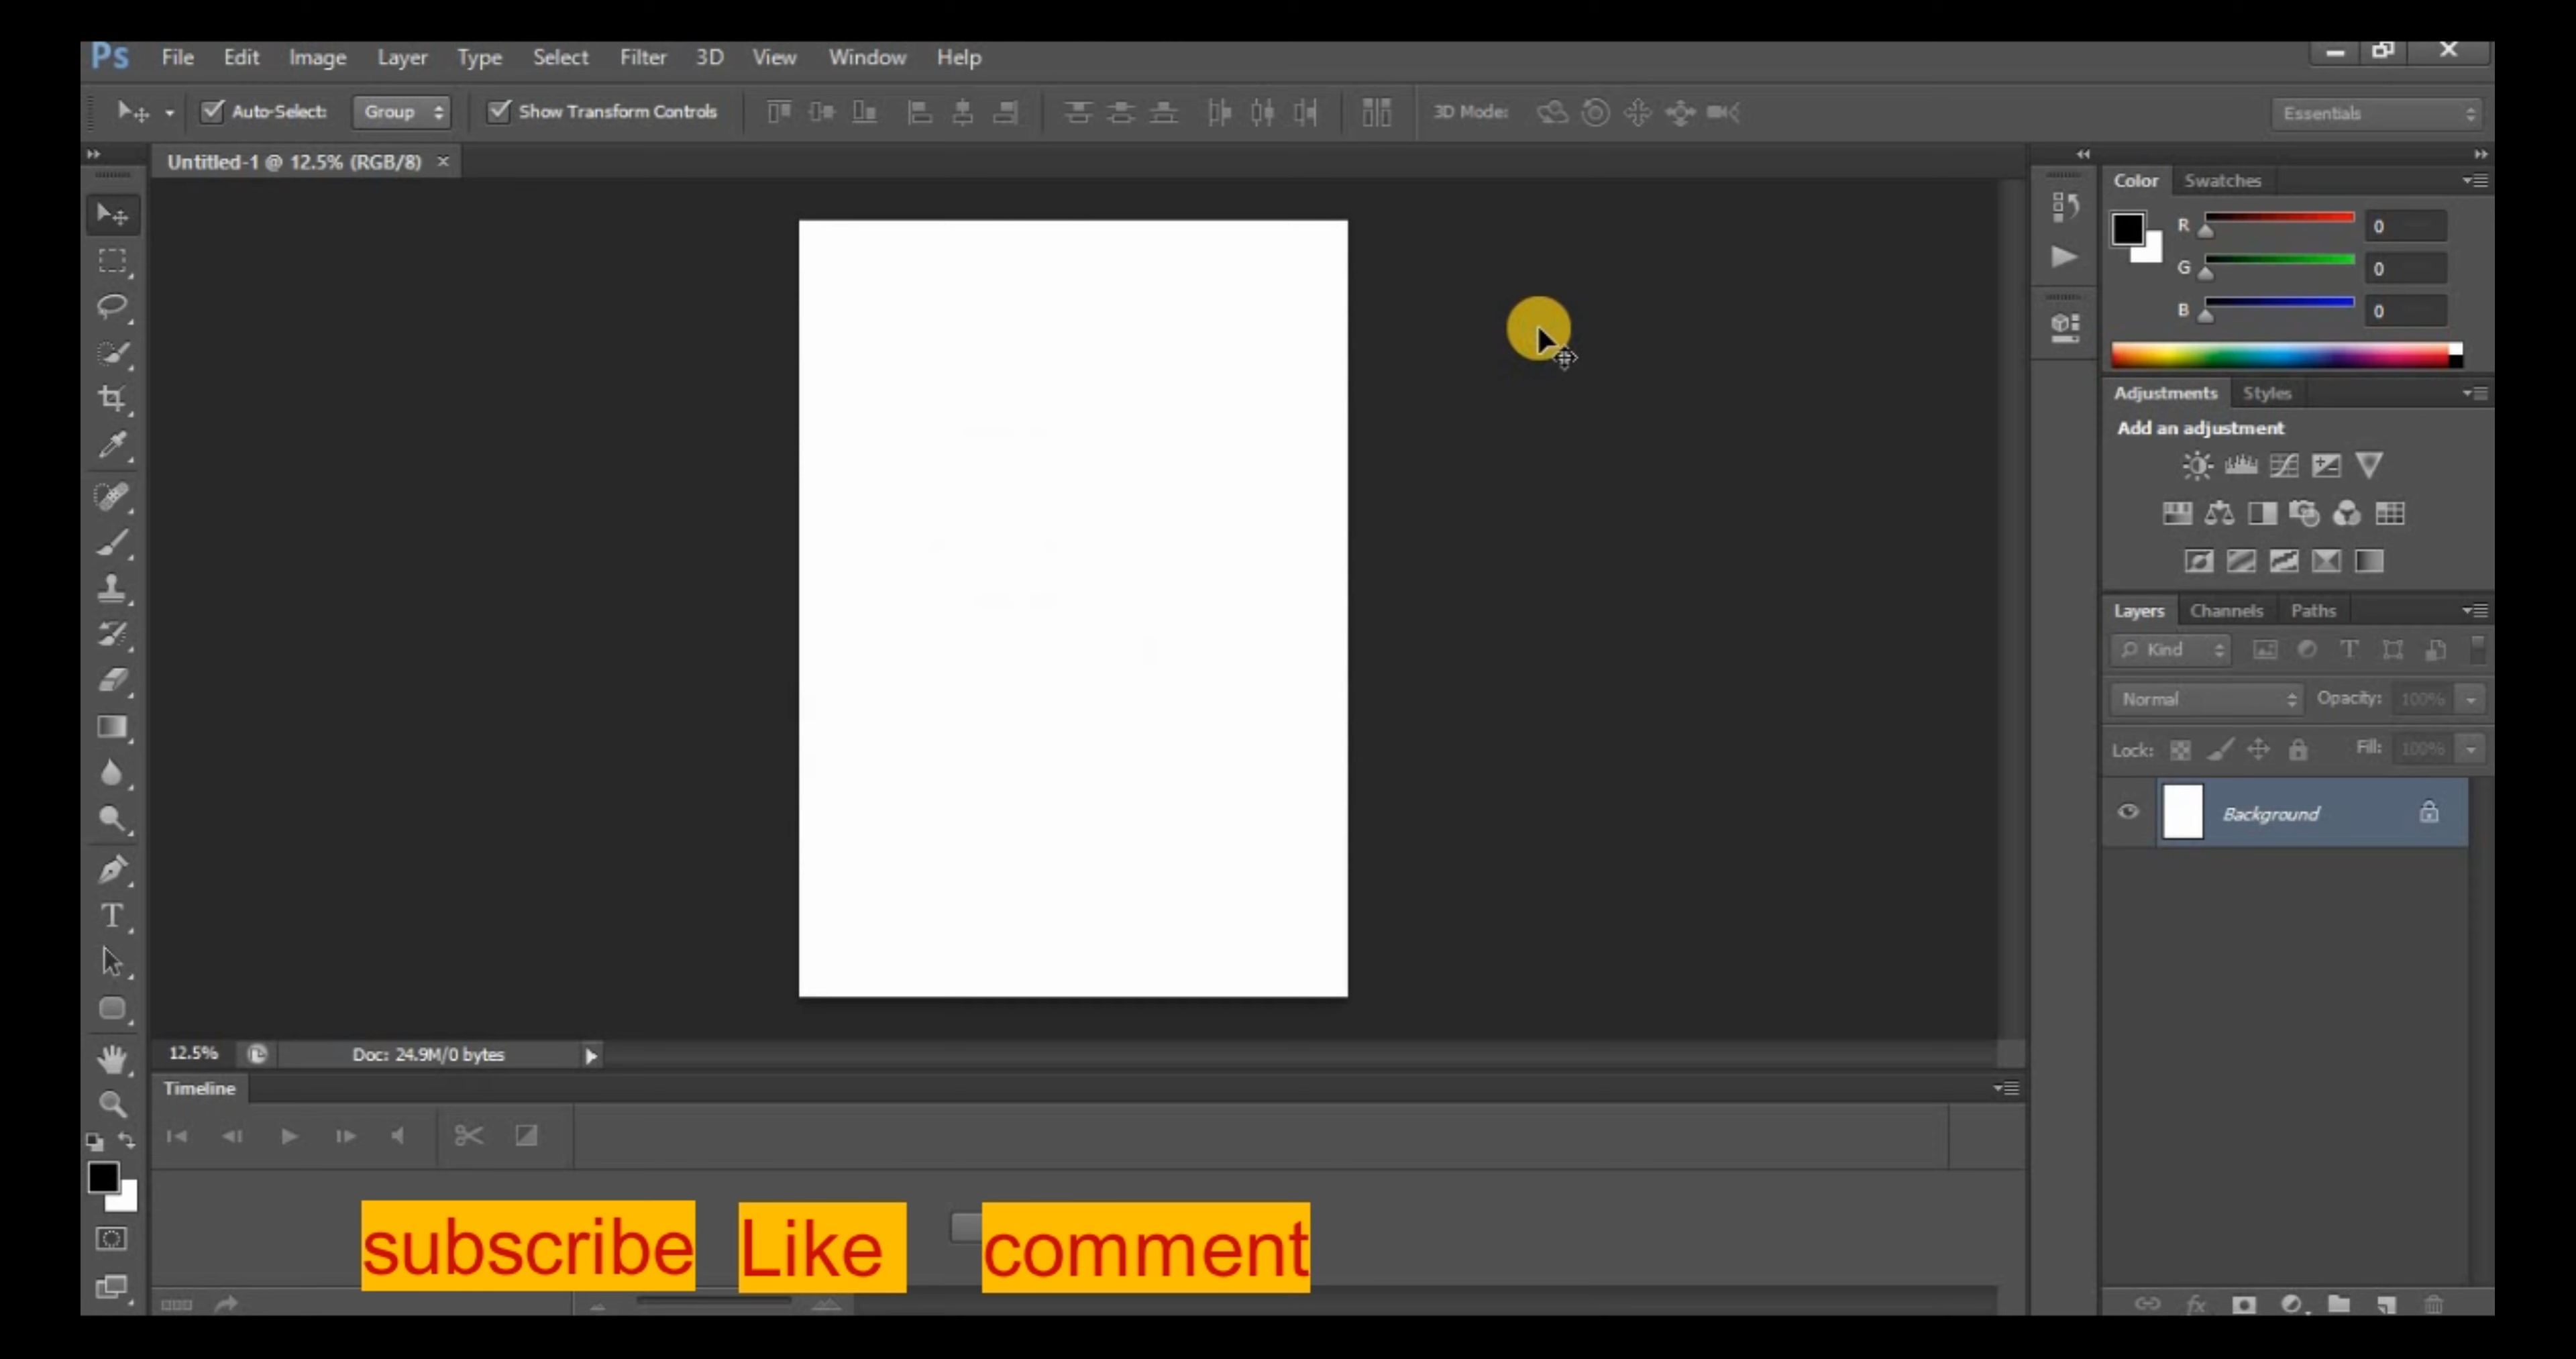 Ps File Edit Image Layer Type Select Filter 3D View Window Help
Auto-Select: Group Show Transform Controls 3D Mode: Essentials
Untitled-1 @ 12.5% (RGB/8) ×
Color Swatches
R 0
G 0
B 0
Adjustments Styles
Add an adjustment
Layers Channels Paths
Kind
Normal Opacity: 100%
Lock: Fill: 100%
Background
12.5% Doc: 24.9M/0 bytes
Timeline
subscribe Like comment